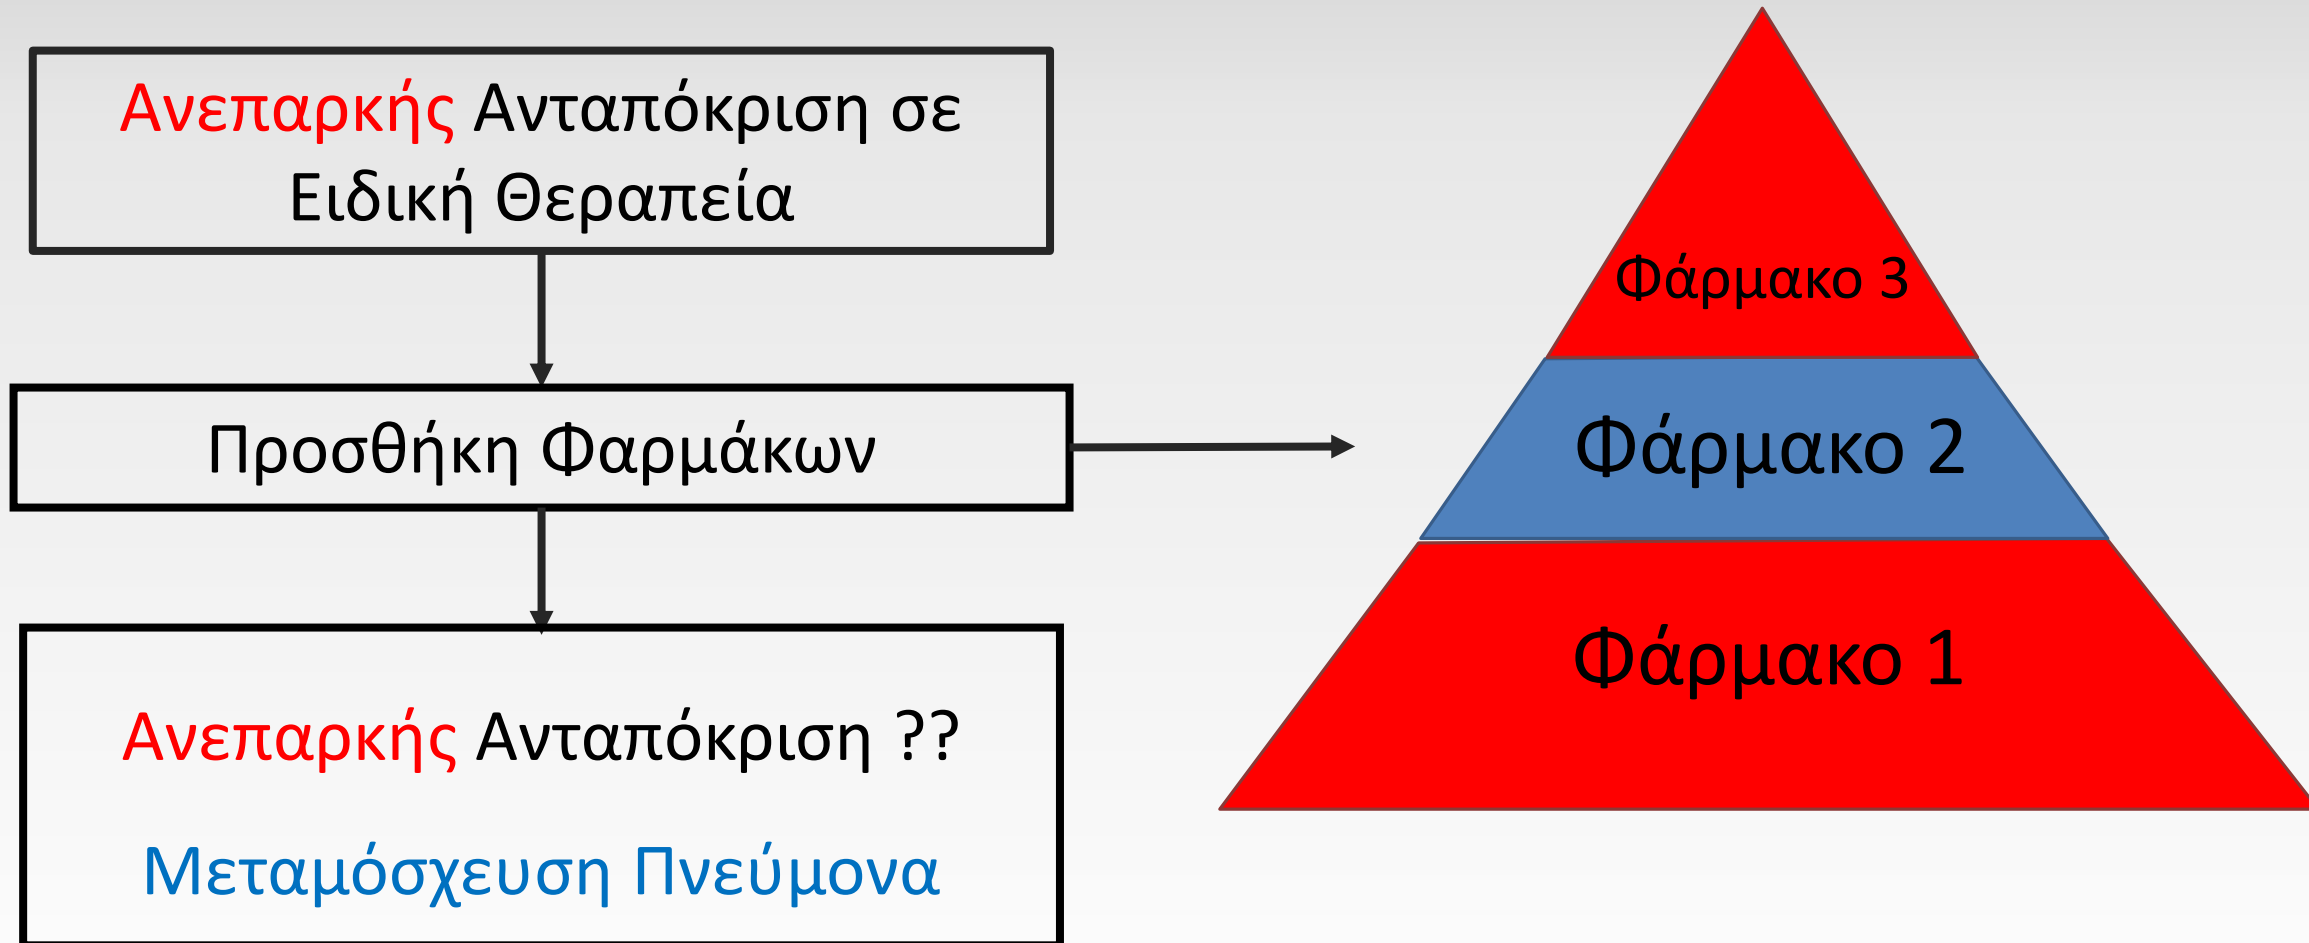 Ανεπαρκής Ανταπόκριση σε
Ειδική Θεραπεία
Προσθήκη Φαρμάκων
Ανεπαρκής Ανταπόκριση ??
Μεταμόσχευση Πνεύμονα
Φάρμακο 3
Φάρμακο 2
Φάρμακο 1